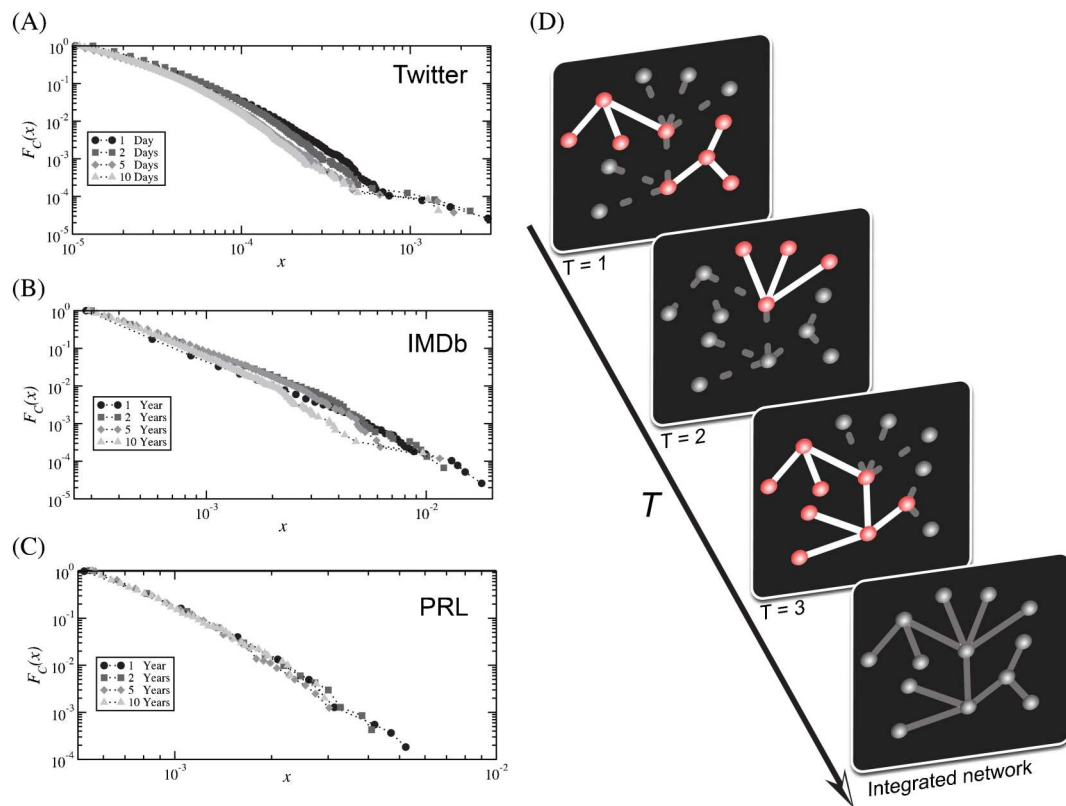 (A)
10^0
10^-1
10^-2
10^-3
10^-4
10^-5
F_C(x)
Twitter
1 Day
2 Days
5 Days
10 Days
10^-5
10^-4
10^-3
x
(B)
10^0
10^-1
10^-2
10^-3
10^-4
10^-5
F_C(x)
IMDb
1 Year
2 Years
5 Years
10 Years
10^-3
10^-2
x
(C)
10^0
10^-1
10^-2
10^-3
10^-4
F_C(x)
PRL
1 Year
2 Years
5 Years
10 Years
10^-3
10^-2
x
(D)
T = 1
T = 2
T
T = 3
Integrated network